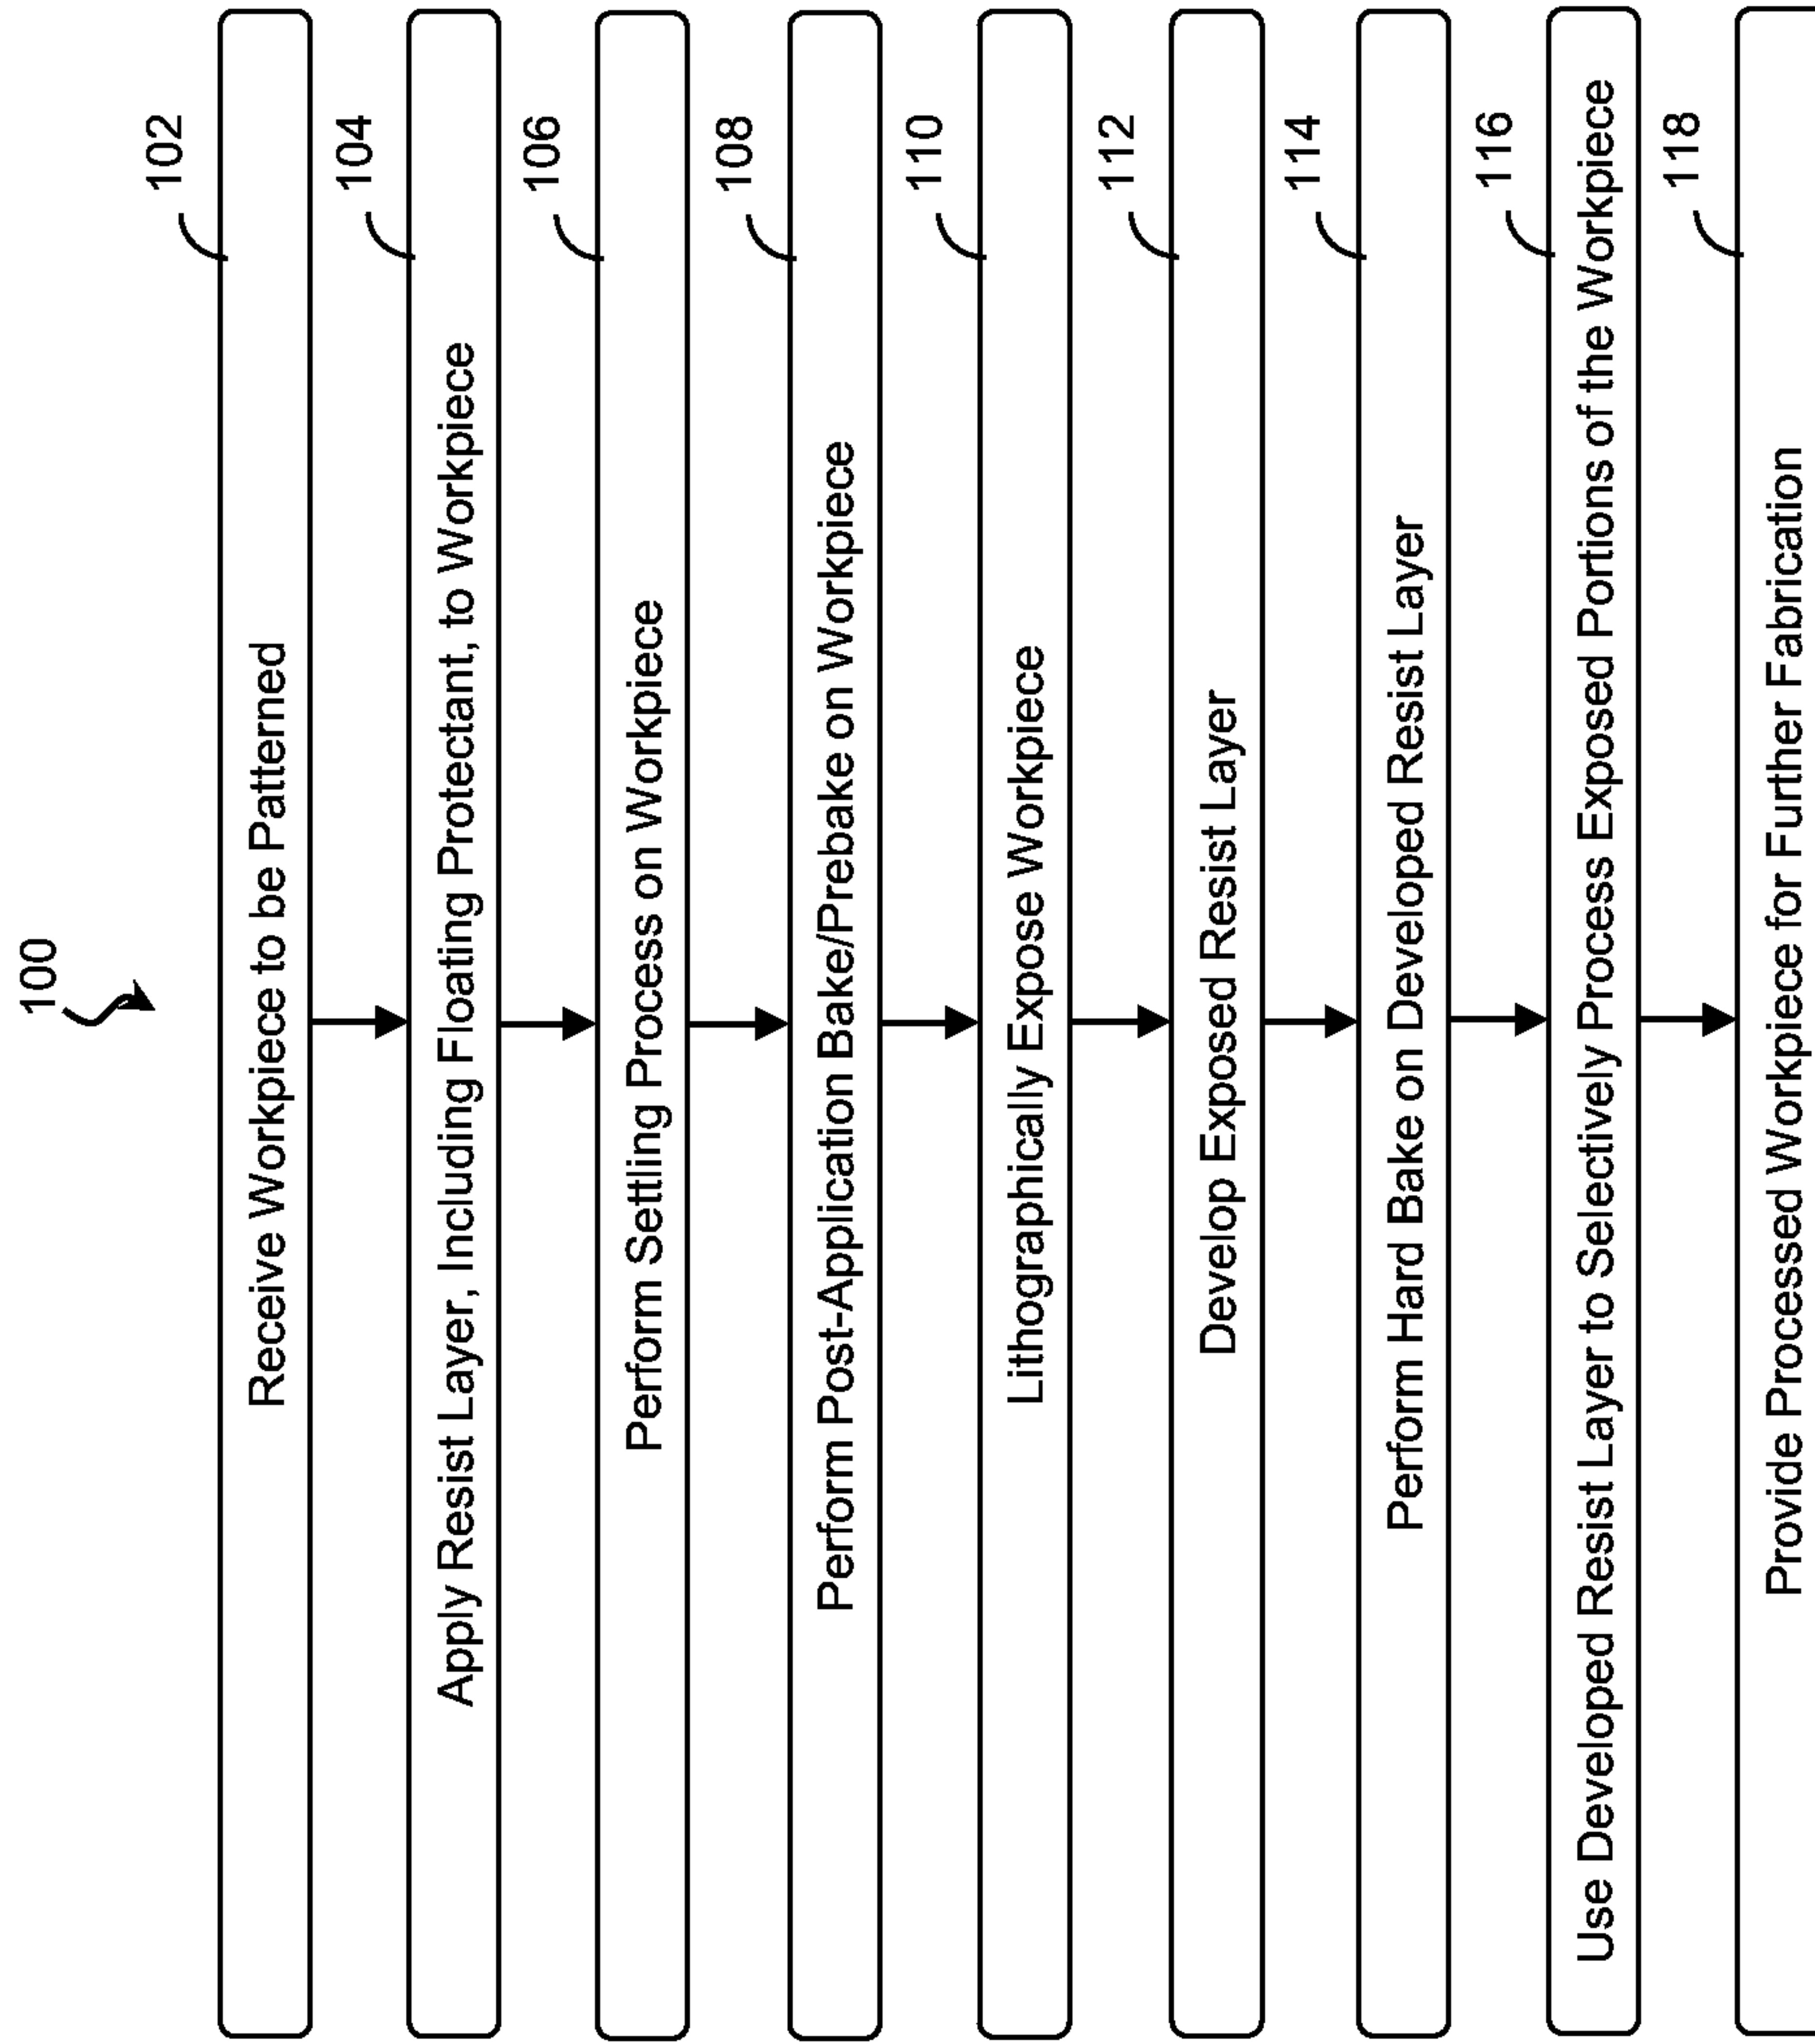 100
102
Receive Workpiece to be Patterned
104
Apply Resist Layer, Including Floating Protectant, to Workpiece
106
Perform Settling Process on Workpiece
108
Perform Post-Application Bake/Prebake on Workpiece
110
Lithographically Expose Workpiece
112
Develop Exposed Resist Layer
114
Perform Hard Bake on Developed Resist Layer
116
Use Developed Resist Layer to Selectively Process Exposed Portions of the Workpiece
118
Provide Processed Workpiece for Further Fabrication